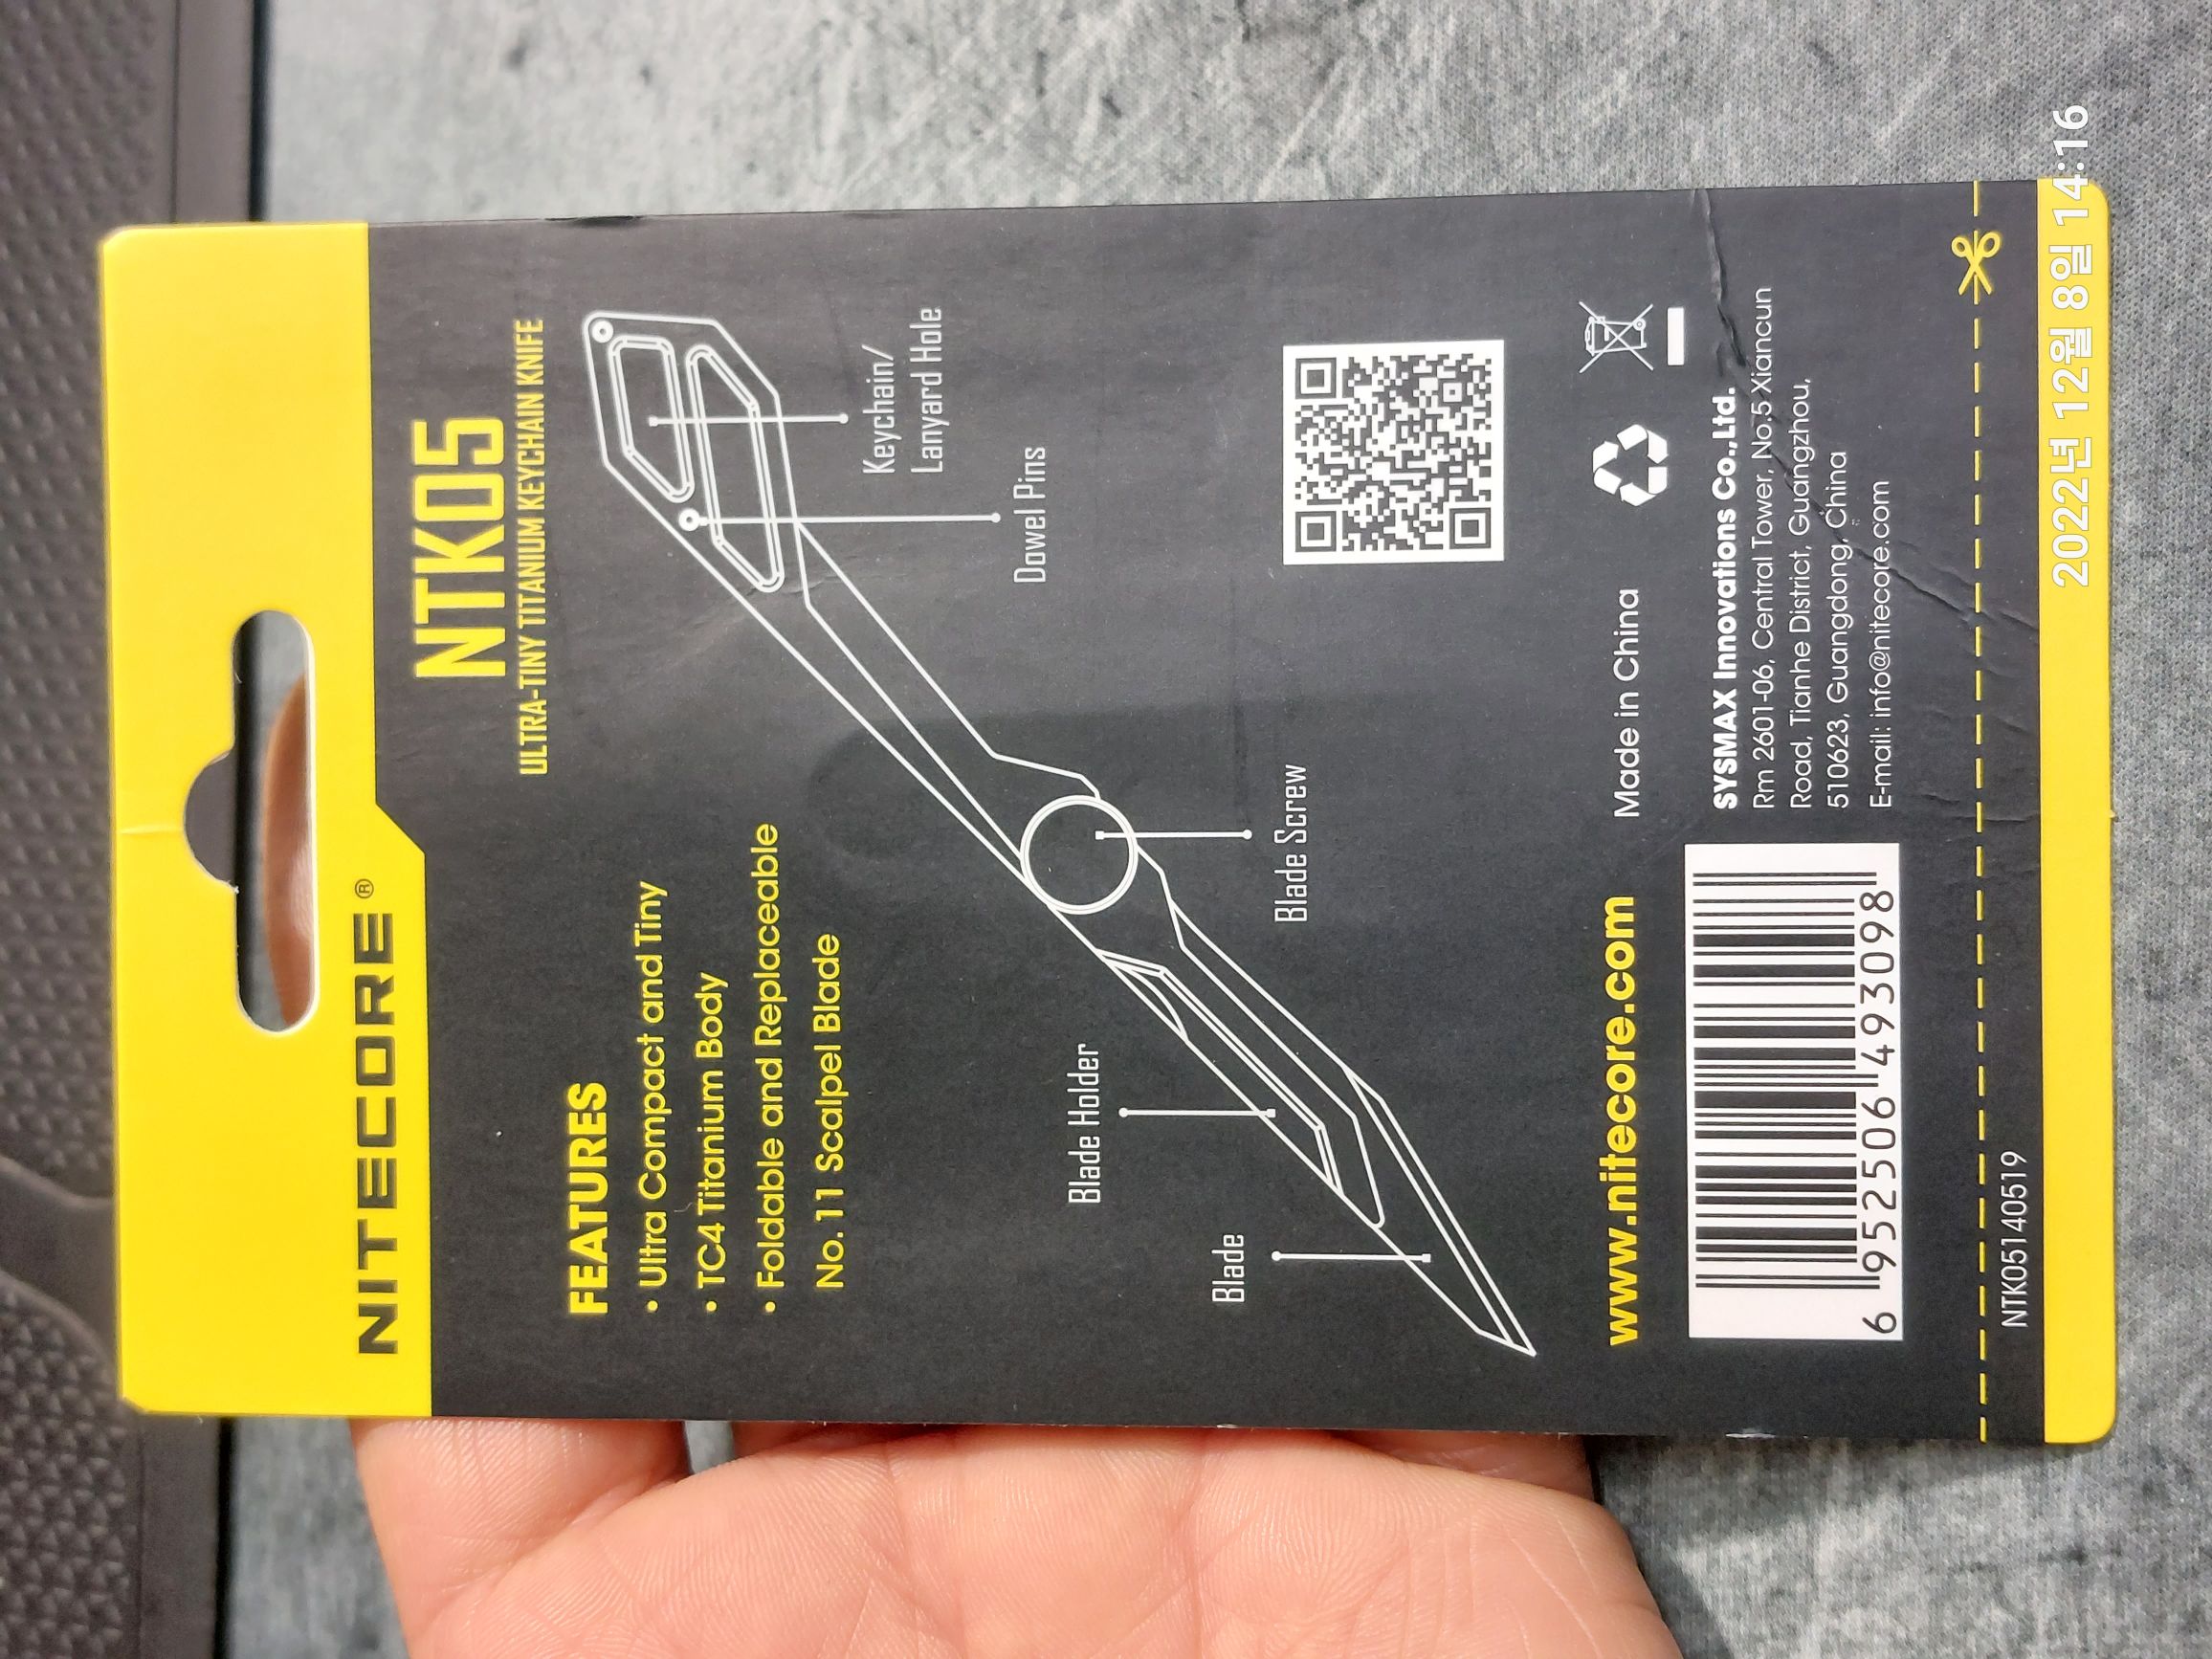 NITECORE®
NTK05
ULTRA-TINY TITANIUM KEYCHAIN KNIFE
FEATURES
• Ultra Compact and Tiny
• TC4 Titanium Body
• Foldable and Replaceable
No. 11 Scalpel Blade
Keychain/
Lanyard Hole
Dowel Pins
Blade Holder
Blade Screw
Blade
www.nitecore.com
Made in China
SYSMAX Innovations Co.,Ltd.
Rm 2601-06, Central Tower, No.5 Xiancun
Road, Tianhe District, Guangzhou,
510623, Guangdong, China
E-mail: info@nitecore.com
6 952506 493098
NTK05140519
2022년 12월 8일 14:16